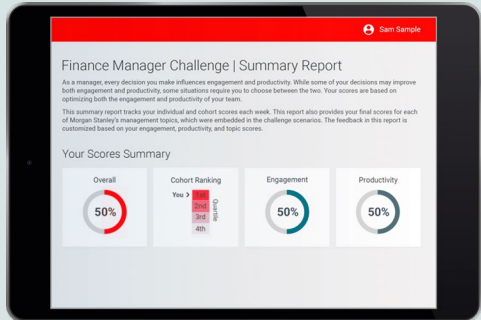 Sam Sample
Finance Manager Challenge | Summary Report
As a manager, every decision you make influences engagement and productivity. While some of your decisions may improve
both engagement and productivity, some situations require you to choose between the two. Your scores are based on
optimizing both the engagement and productivity of your team.
This summary report tracks your individual and cohort scores each week. This report also provides your final scores for each
of Morgan Stanley's management topics, which were embedded in the challenge scenarios. The feedback in this report is
customized based on your engagement, productivity, and topic scores.
Your Scores Summary
Overall
50%
Cohort Ranking
You >
1st
2nd
3rd
4th
Quartile
Engagement
50%
Productivity
50%